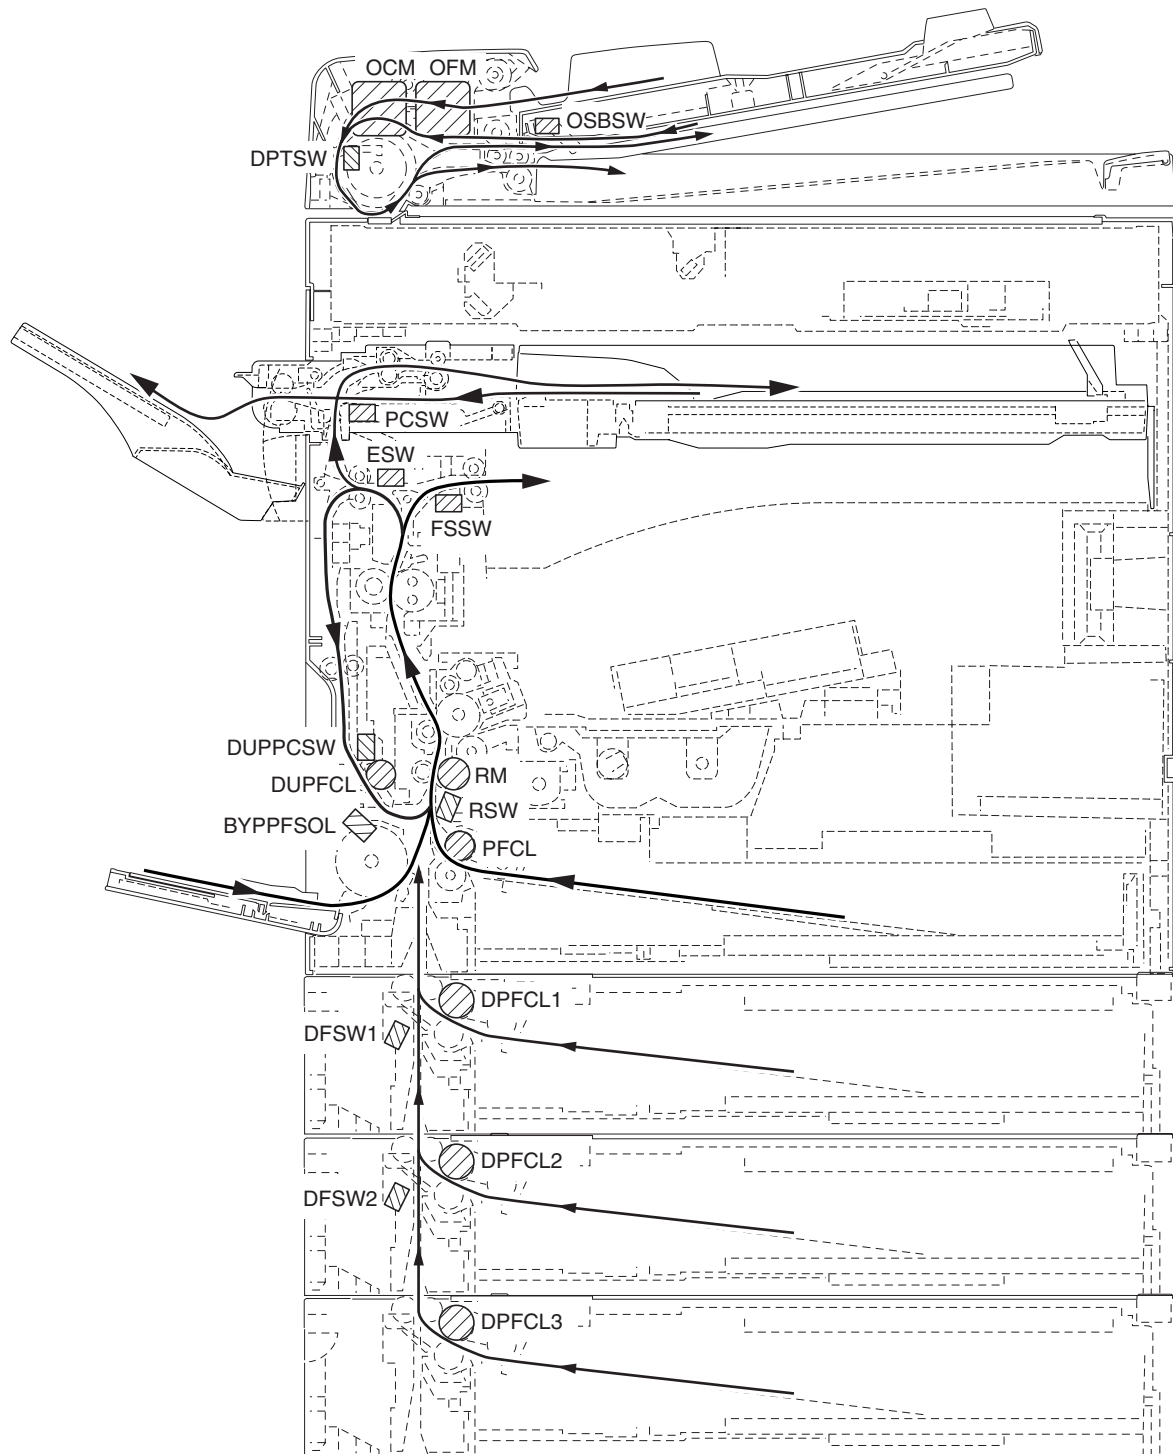 OCM OFM
OSBSW
DPTSW
PCSW
ESW
FSSW
DUPPCSW
DUPFCL
RM
RSW
BYPPFSOL
PFCL
DPFCL1
DFSW1
DPFCL2
DFSW2
DPFCL3